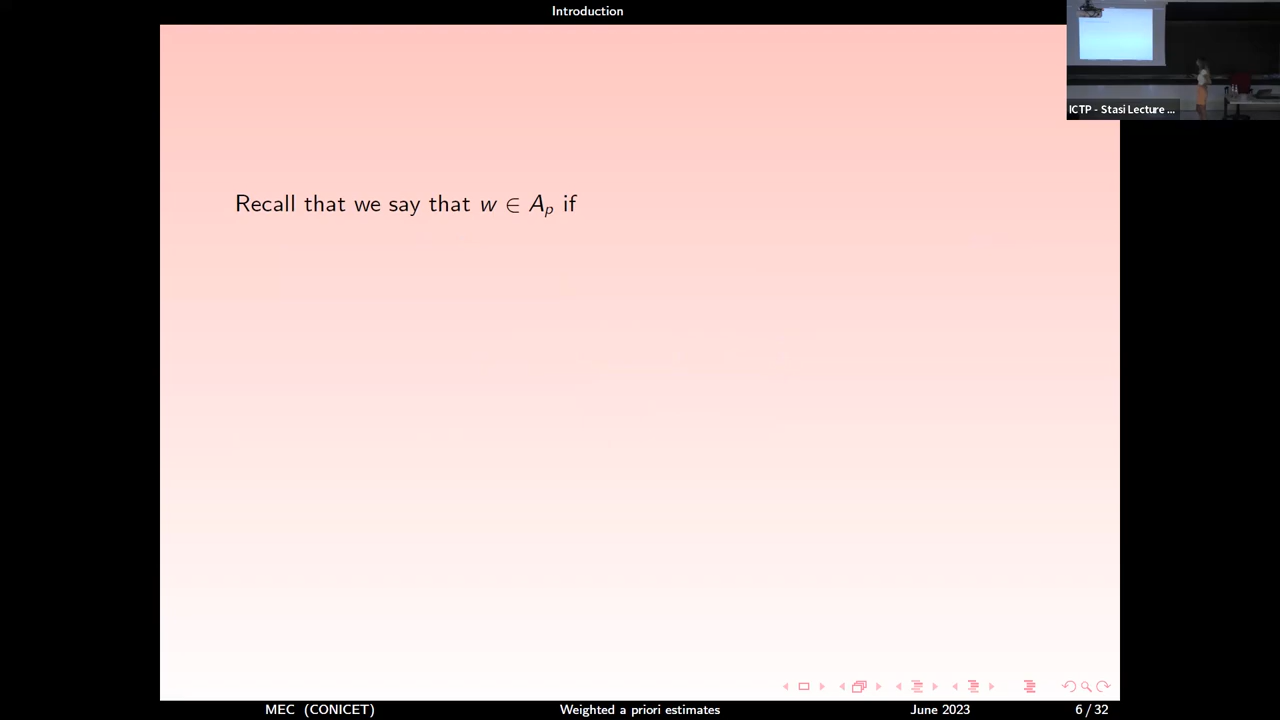 Introduction
ICTP - Stasi Lecture ...
Recall that we say that w ∈ Aₚ if
MEC (CONICET)
Weighted a priori estimates
June 2023
6 / 32